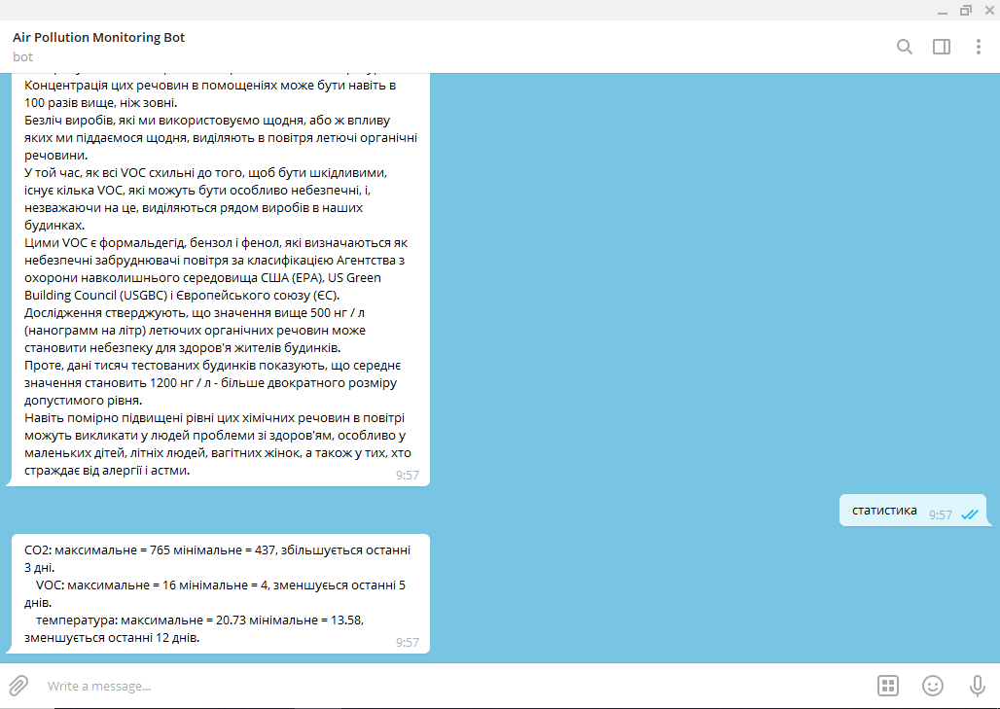 Air Pollution Monitoring Bot
bot
Концентрація цих речовин в помощеніях може бути навіть в
100 разів вище, ніж зовні.
Безліч виробів, які ми використовуємо щодня, або ж впливу
яких ми піддаємося щодня, виділяють в повітря летючі органічні
речовини.
У той час, як всі VOC схильні до того, щоб бути шкідливими,
існує кілька VOC, які можуть бути особливо небезпечні, і,
незважаючи на це, виділяються рядом виробів в наших
будинках.
Цими VOC є формальдегід, бензол і фенол, які визначаються як
небезпечні забруднювачі повітря за класифікацією Агентства з
охорони навколишнього середовища США (EPA), US Green
Building Council (USGBC) і Європейського союзу (ЄС).
Дослідження стверджують, що значення вище 500 нг / л
(нанограмм на літр) летючих органічних речовин може
становити небезпеку для здоров'я жителів будинків.
Проте, дані тисяч тестованих будинків показують, що середнє
значення становить 1200 нг / л - більше двократного розміру
допустимого рівня.
Навіть помірно підвищені рівні цих хімічних речовин в повітрі
можуть викликати у людей проблеми зі здоров'ям, особливо у
маленьких дітей, літніх людей, вагітних жінок, а також у тих, хто
страждає від алергії і астми.
9:57
статистика 9:57
CO2: максимальне = 765 мінімальне = 437, збільшується останні
3 дні.
VOC: максимальне = 16 мінімальне = 4, зменшуєься останні 5
днів.
температура: максимальне = 20.73 мінімальне = 13.58,
зменшується останні 12 днів.
9:57
Write a message...